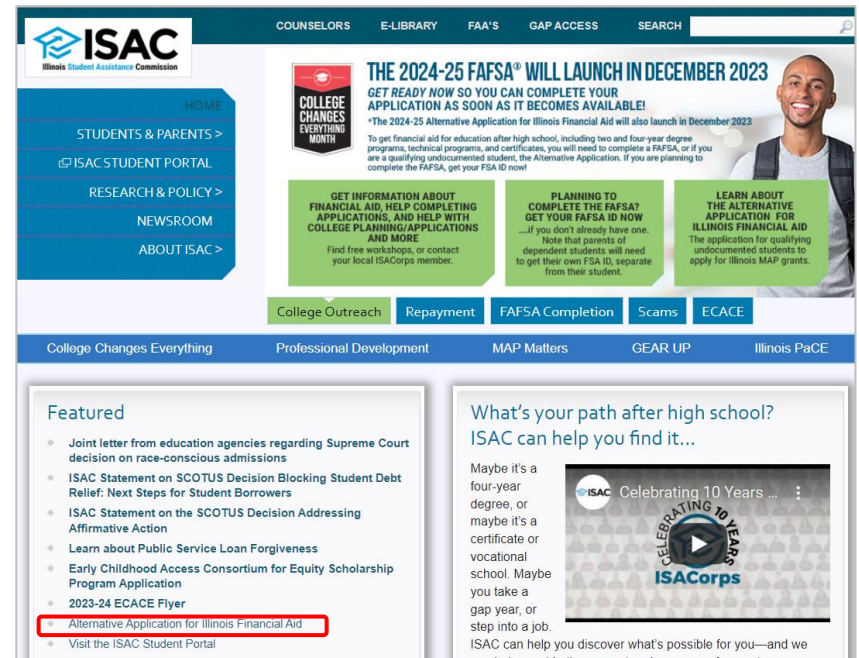 COUNSELORS E-LIBRARY FAA'S GAP ACCESS SEARCH
ISAC
Illinois Student Assistance Commission
HOME
STUDENTS & PARENTS >
ISAC STUDENT PORTAL
RESEARCH & POLICY >
NEWSROOM
ABOUT ISAC >
COLLEGE
CHANGES
EVERYTHING
MONTH
THE 2024-25 FAFSA® WILL LAUNCH IN DECEMBER 2023
GET READY NOW SO YOU CAN COMPLETE YOUR
APPLICATION AS SOON AS IT BECOMES AVAILABLE!
*The 2024-25 Alternative Application for Illinois Financial Aid will also launch in December 2023
To get financial aid for education after high school, including two and four-year degree
programs, technical programs, and certificates, you will need to complete a FAFSA, or if you
are a qualifying undocumented student, the Alternative Application. If you are planning to
complete the FAFSA, get your FSA ID now!
GET INFORMATION ABOUT
FINANCIAL AID, HELP COMPLETING
APPLICATIONS, AND HELP WITH
COLLEGE PLANNING/APPLICATIONS
AND MORE
Find free workshops, or contact
your local ISACorps member.
PLANNING TO
COMPLETE THE FAFSA?
GET YOUR FAFSA ID NOW
...if you don't already have one.
Note that parents of
dependent students will need
to get their own FSA ID, separate
from their student.
LEARN ABOUT
THE ALTERNATIVE
APPLICATION FOR
ILLINOIS FINANCIAL AID
The application for qualifying
undocumented students to
apply for Illinois MAP grants.
College Outreach Repayment FAFSA Completion Scams ECACE
College Changes Everything Professional Development MAP Matters GEAR UP Illinois PaCE
Featured
Joint letter from education agencies regarding Supreme Court
decision on race-conscious admissions
ISAC Statement on SCOTUS Decision Blocking Student Debt
Relief: Next Steps for Student Borrowers
ISAC Statement on the SCOTUS Decision Addressing
Affirmative Action
Learn about Public Service Loan Forgiveness
Early Childhood Access Consortium for Equity Scholarship
Program Application
2023-24 ECACE Flyer
Alternative Application for Illinois Financial Aid
Visit the ISAC Student Portal
What's your path after high school?
ISAC can help you find it...
Maybe it's a
four-year
degree, or
maybe it's a
certificate or
vocational
school. Maybe
you take a
gap year, or
step into a job.
ISAC can help you discover what's possible for you—and we
ISAC Celebrating 10 Years ...
CELEBRATING 10 YEARS
ISACorps